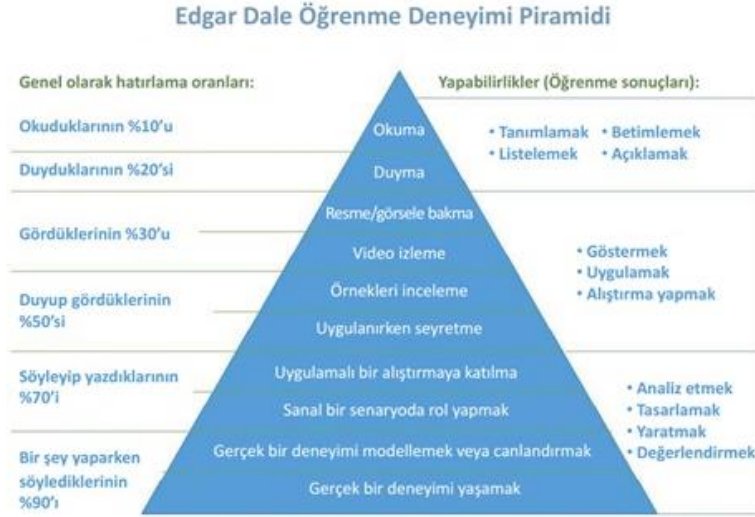 Edgar Dale Öğrenme Deneyimi Piramidi
Genel olarak hatırlama oranları:
Yapabilirlikler (Öğrenme sonuçları):
Okuduklarının %10'u
Okuma
• Tanımlamak • Betimlemek
• Listelemek • Açıklamak
Duyduklarının %20'si
Duyma
Gördüklerinin %30'u
Resme/görsele bakma
Video izleme
• Göstermek
• Uygulamak
• Alıştırma yapmak
Duyup gördüklerinin
%50'si
Örnekleri inceleme
Uygulanırken seyretme
Söyleyip yazdıklarının
%70'i
Uygulamalı bir alıştırmaya katılma
Sanal bir senaryoda rol yapmak
• Analiz etmek
• Tasarlamak
• Yaratmak
• Değerlendirmek
Bir şey yaparken
söylediklerinin
%90'ı
Gerçek bir deneyimi modellemek veya canlandırmak
Gerçek bir deneyimi yaşamak